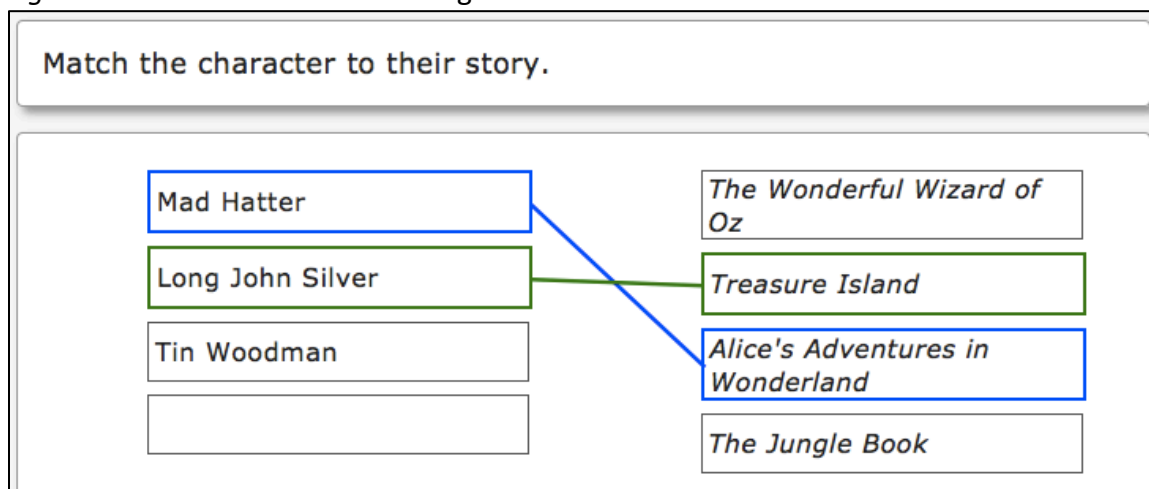 Match the character to their story.
Mad Hatter
Long John Silver
Tin Woodman
The Wonderful Wizard of
Oz
Treasure Island
Alice's Adventures in
Wonderland
The Jungle Book